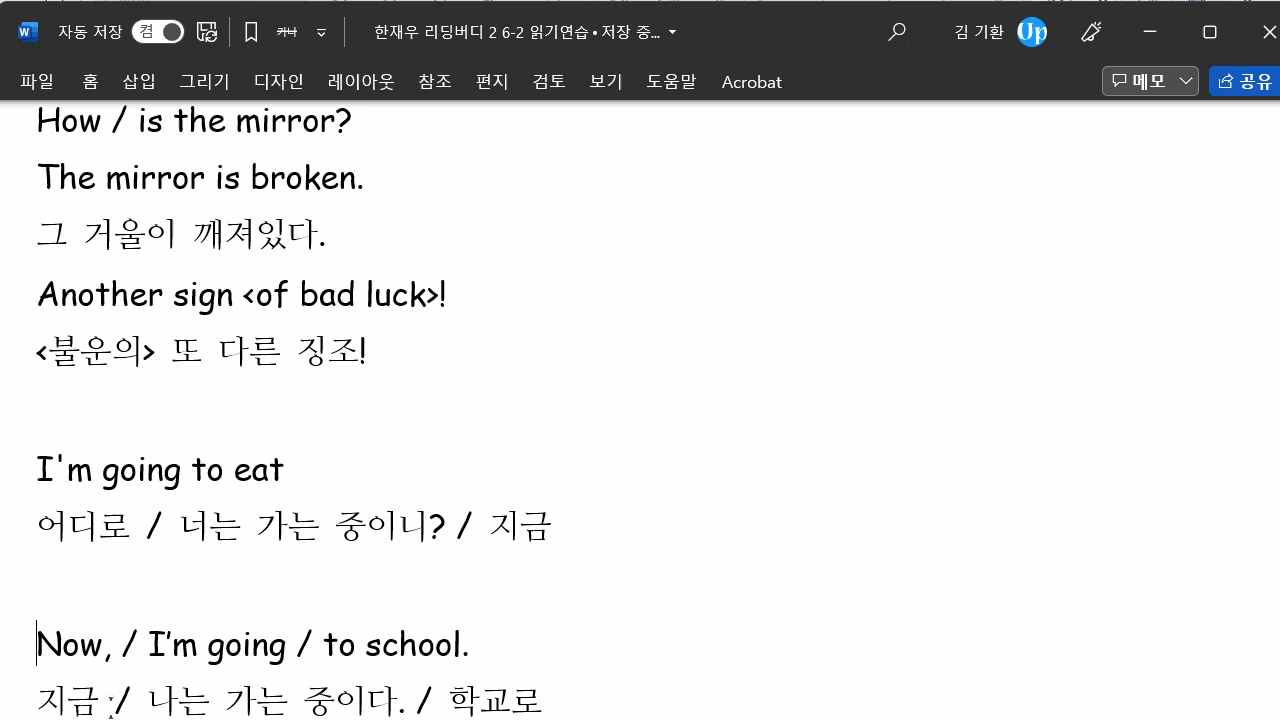 자동 저장 켬 가나 한재우 리딩버디 2 6-2 읽기연습 • 저장 중... 김 기환 Up
파일 홈 삽입 그리기 디자인 레이아웃 참조 편지 검토 보기 도움말 Acrobat 메모 공유
How / is the mirror?
The mirror is broken.
그 거울이 깨져있다.
Another sign <of bad luck>!
<불운의> 또 다른 징조!
I'm going to eat
어디로 / 너는 가는 중이니? / 지금
Now, / I’m going / to school.
지금 / 나는 가는 중이다. / 학교로